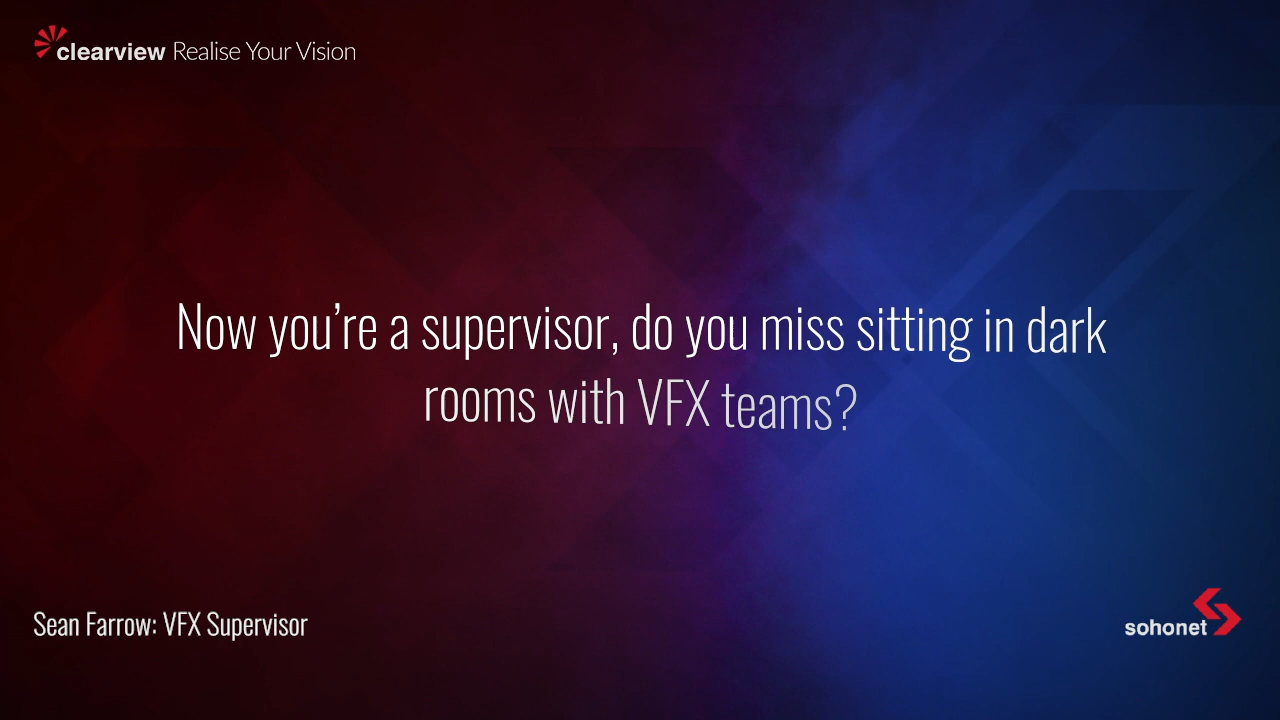 clearview Realise Your Vision
Now you’re a supervisor, do you miss sitting in dark
rooms with VFX teams?
Sean Farrow: VFX Supervisor
sohonet